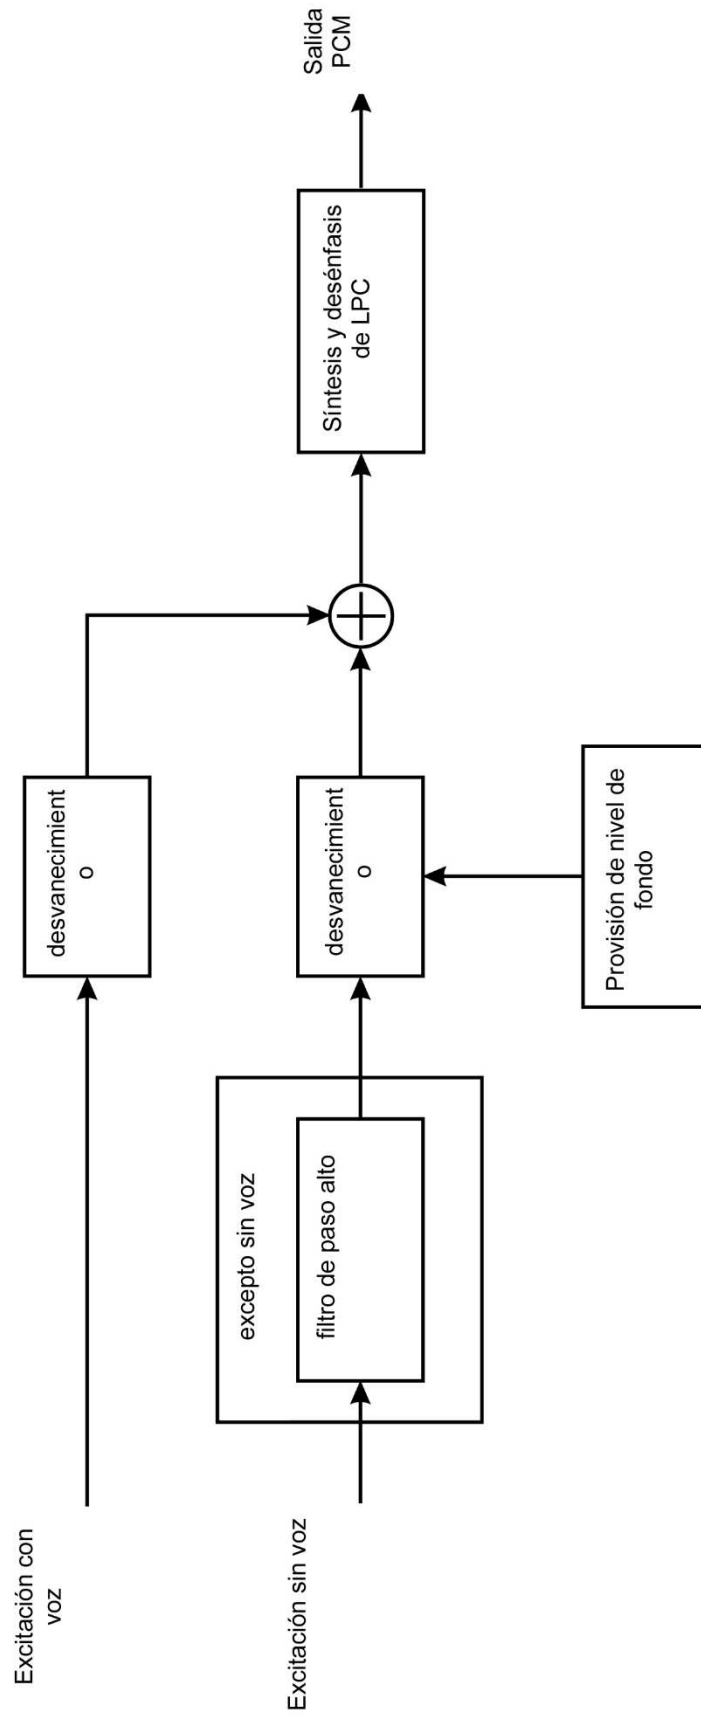 Excitación con
voz
desvanecimient
o
Excitación sin voz
excepto sin voz
filtro de paso alto
desvanecimient
o
Provisión de nivel de
fondo
Síntesis y desénfasis
de LPC
Salida
PCM